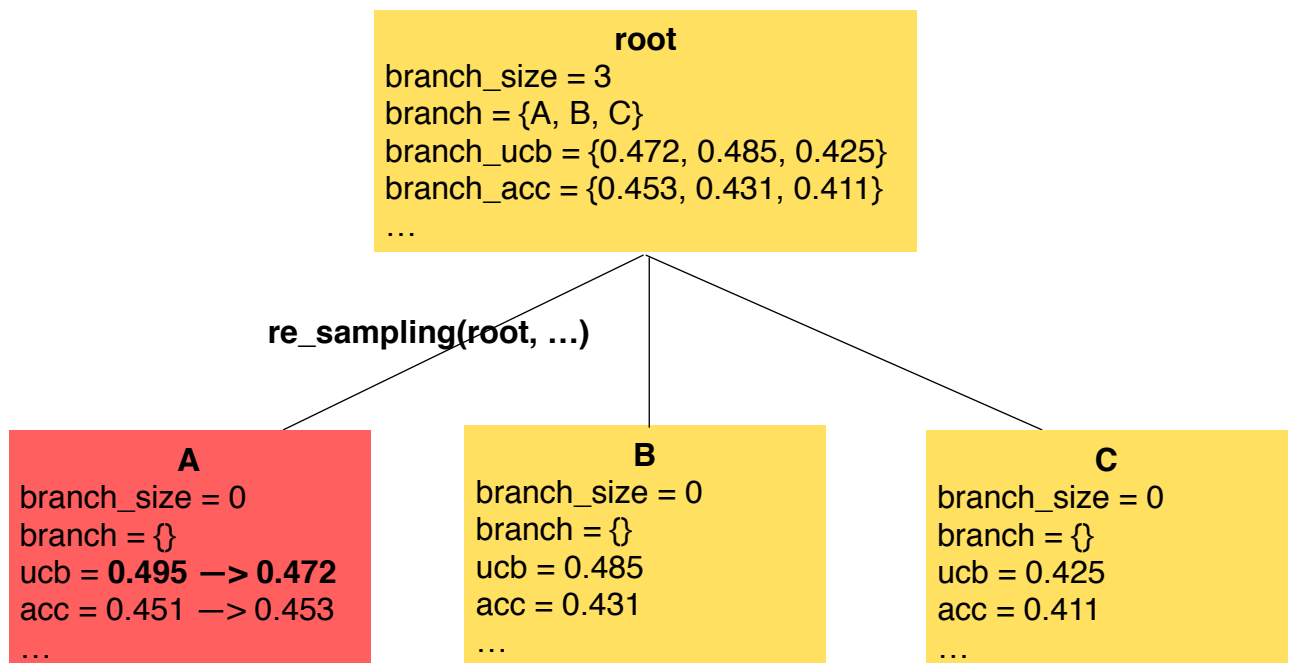 root
branch_size = 3
branch = {A, B, C}
branch_ucb = {0.472, 0.485, 0.425}
branch_acc = {0.453, 0.431, 0.411}
…
re_sampling(root, …)
A
branch_size = 0
branch = {}
ucb = 0.495 —> 0.472
acc = 0.451 —> 0.453
…
B
branch_size = 0
branch = {}
ucb = 0.485
acc = 0.431
…
C
branch_size = 0
branch = {}
ucb = 0.425
acc = 0.411
…